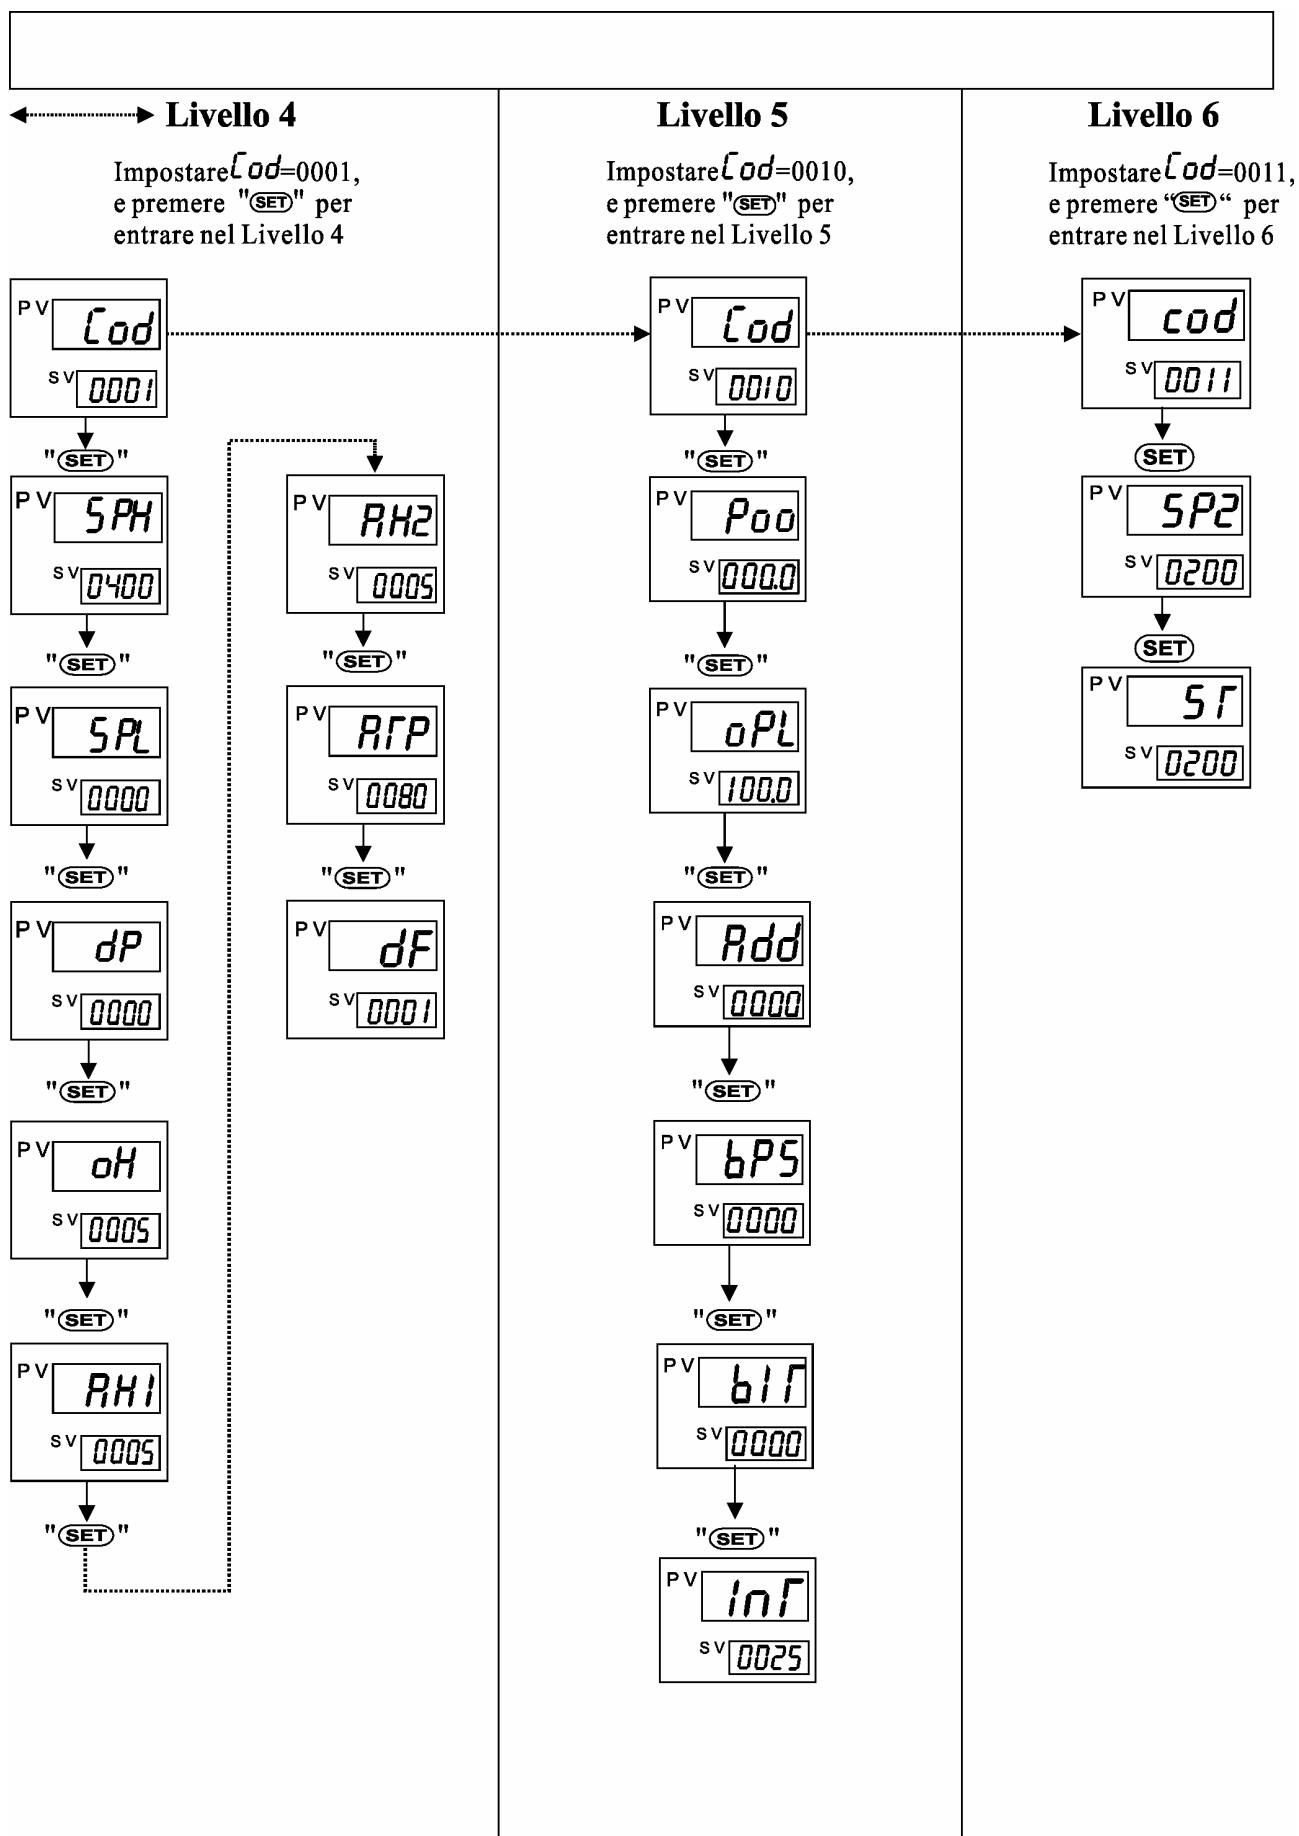 Livello 4
Impostare Cod=0001,
e premere "SET" per
entrare nel Livello 4
PV Cod
SV 0001
"SET"
PV SPH
SV 0400
"SET"
PV SPL
SV 0000
"SET"
PV dP
SV 0000
"SET"
PV oH
SV 0005
"SET"
PV AH1
SV 0005
"SET"
PV AH2
SV 0005
"SET"
PV ATP
SV 0080
"SET"
PV dF
SV 0001
Livello 5
Impostare Cod=0010,
e premere "SET" per
entrare nel Livello 5
PV Cod
SV 0010
"SET"
PV Poo
SV 000.0
"SET"
PV oPL
SV 100.0
"SET"
PV Add
SV 0000
"SET"
PV bPS
SV 0000
"SET"
PV bIT
SV 0000
"SET"
PV InT
SV 0025
Livello 6
Impostare Cod=0011,
e premere “SET“ per
entrare nel Livello 6
PV cod
SV 0011
SET
PV SP2
SV 0200
SET
PV ST
SV 0200